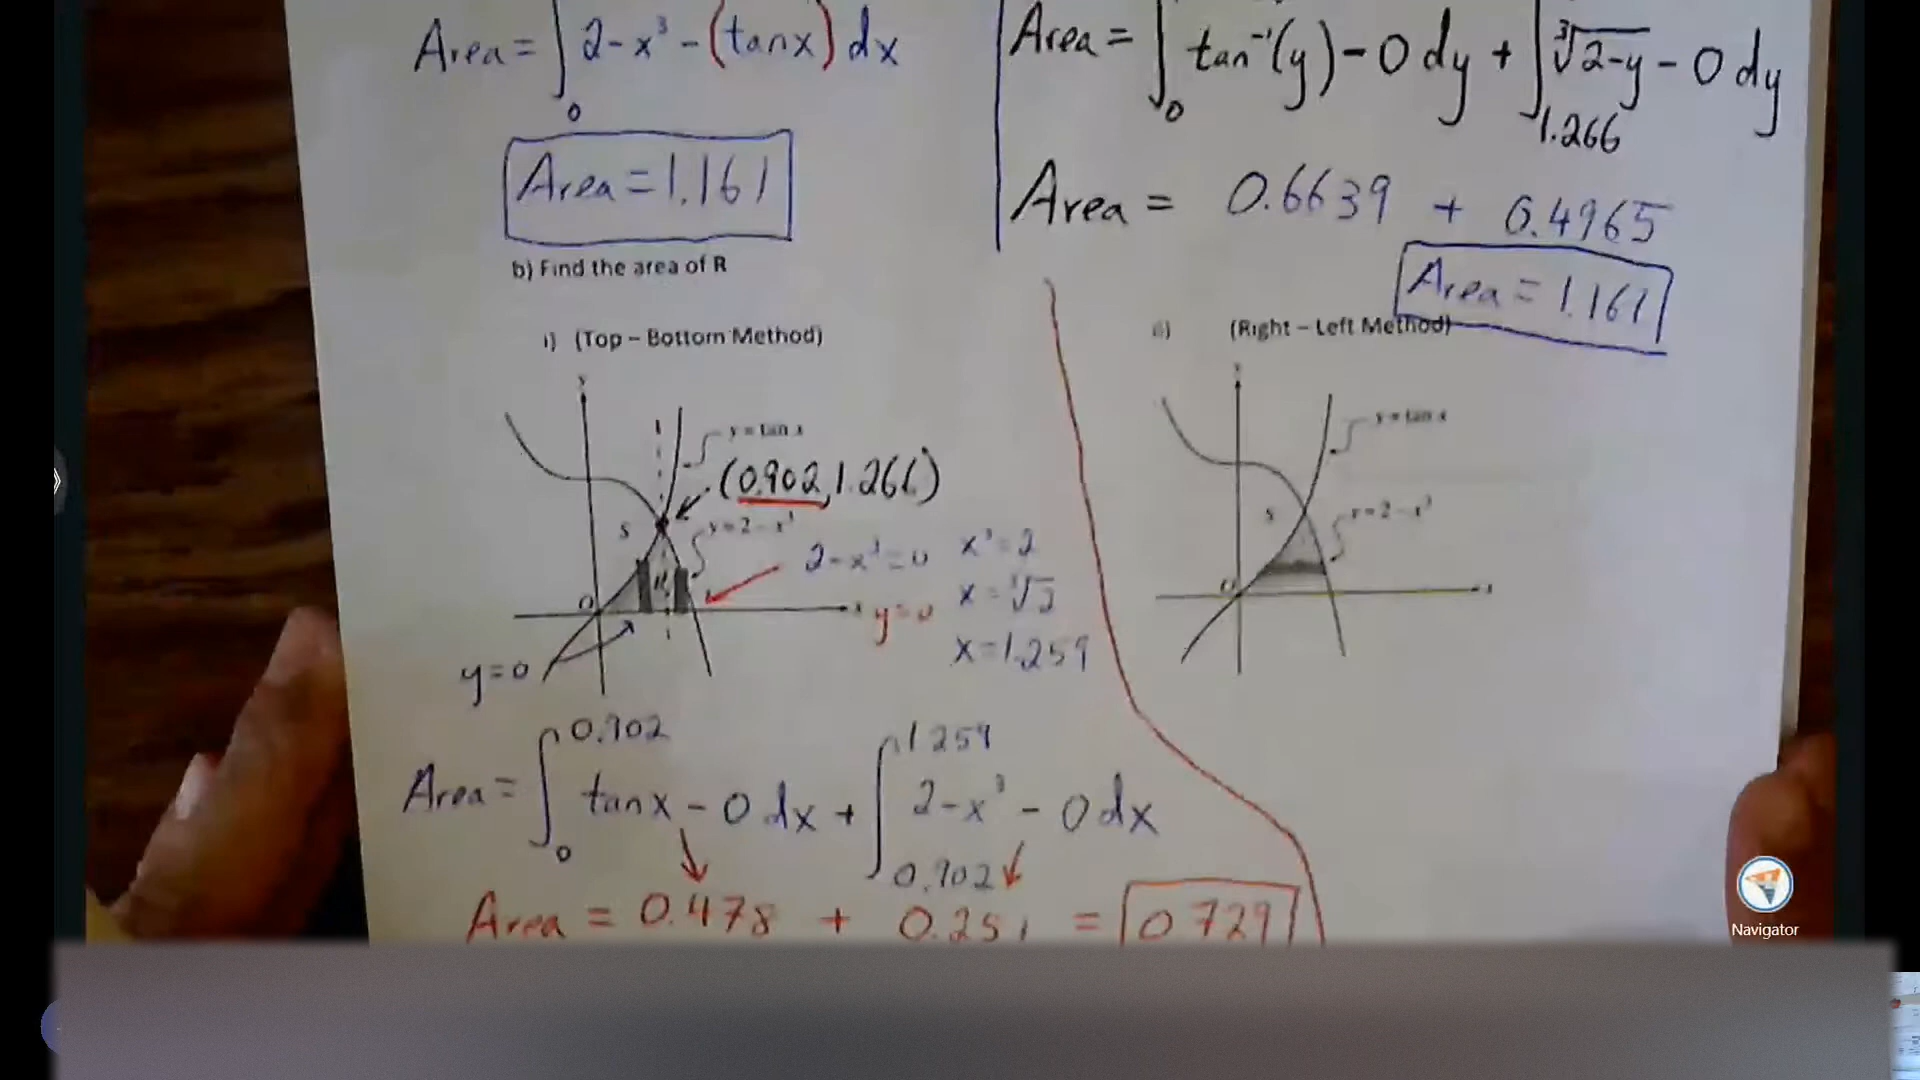 Area = ∫₀ 2-x³ - (tanx) dx
Area = 1.161
Area = ∫₀ tan⁻¹(y) - 0 dy + ∫₁.₂₆₆ ∛2-y - 0 dy
Area = 0.6639 + 0.4965
Area = 1.161
b) Find the area of R
i) (Top – Bottom Method)
y
y = tan x
(0.902, 1.266)
S
y = 2 - x³
R
O
x
y=0
y=0
2-x³=0
x³=2
x=∛2
x=1.259
Area = ∫₀^0.902 tanx - 0 dx + ∫_0.902^1.259 2-x³ - 0 dx
Area = 0.478 + 0.251 = 0.729
ii) (Right – Left Method)
y
y = tan x
S
y = 2 - x³
O
x
Navigator